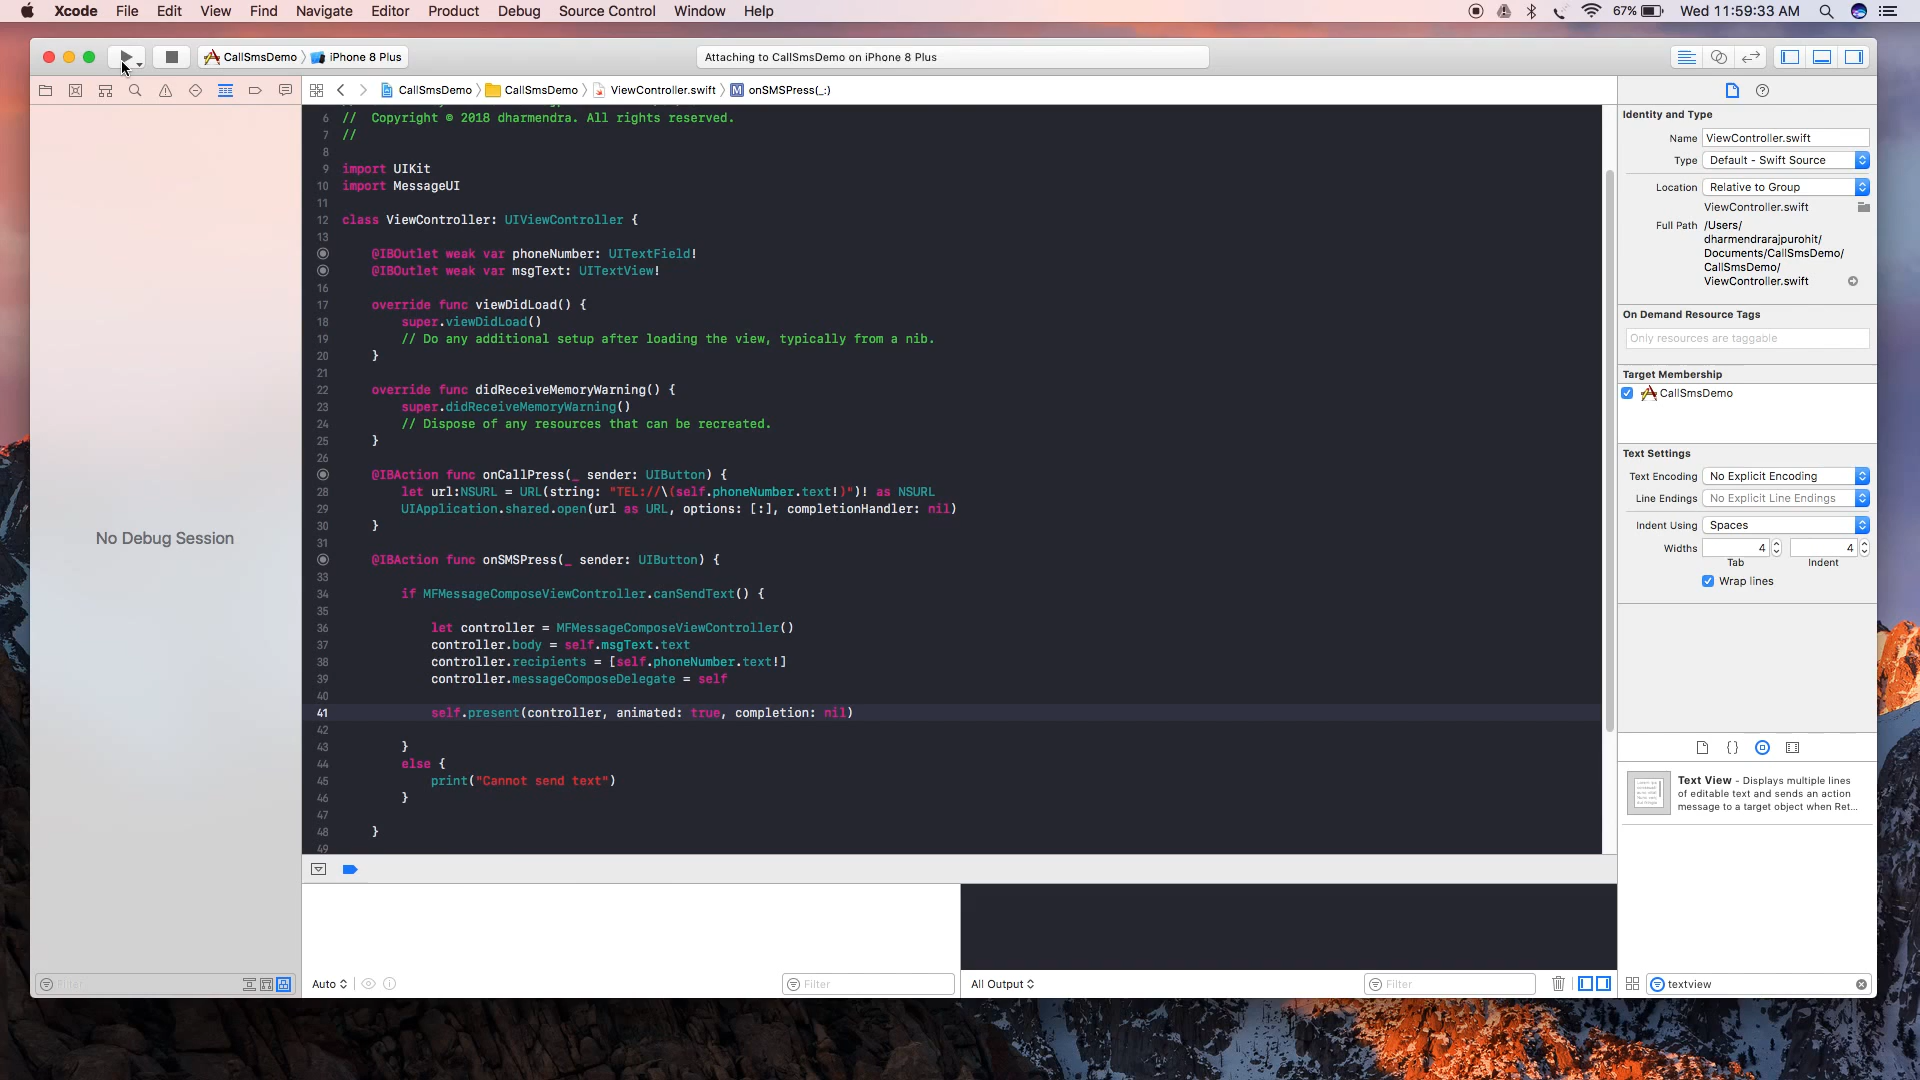 Xcode File Edit View Find Navigate Editor Product Debug Source Control Window Help 67% Wed 11:59:33 AM
CallSmsDemo iPhone 8 Plus Attaching to CallSmsDemo on iPhone 8 Plus
CallSmsDemo CallSmsDemo ViewController.swift M onSMSPress(_:)
No Debug Session
6 // Copyright © 2018 dharmendra. All rights reserved.
7 //
8
9 import UIKit
10 import MessageUI
11
12 class ViewController: UIViewController {
13
@IBOutlet weak var phoneNumber: UITextField!
@IBOutlet weak var msgText: UITextView!
16
17 override func viewDidLoad() {
18 super.viewDidLoad()
19 // Do any additional setup after loading the view, typically from a nib.
20 }
21
22 override func didReceiveMemoryWarning() {
23 super.didReceiveMemoryWarning()
24 // Dispose of any resources that can be recreated.
25 }
26
@IBAction func onCallPress(_ sender: UIButton) {
28 let url:NSURL = URL(string: "TEL://\(self.phoneNumber.text!)")! as NSURL
29 UIApplication.shared.open(url as URL, options: [:], completionHandler: nil)
30 }
31
@IBAction func onSMSPress(_ sender: UIButton) {
33
34 if MFMessageComposeViewController.canSendText() {
35
36 let controller = MFMessageComposeViewController()
37 controller.body = self.msgText.text
38 controller.recipients = [self.phoneNumber.text!]
39 controller.messageComposeDelegate = self
40
41 self.present(controller, animated: true, completion: nil)
42
43 }
44 else {
45 print("Cannot send text")
46 }
47
48 }
49
Filter
Auto Filter
All Output Filter
Identity and Type
Name ViewController.swift
Type Default - Swift Source
Location Relative to Group
ViewController.swift
Full Path /Users/
dharmendrarajpurohit/
Documents/CallSmsDemo/
CallSmsDemo/
ViewController.swift
On Demand Resource Tags
Only resources are taggable
Target Membership
CallSmsDemo
Text Settings
Text Encoding No Explicit Encoding
Line Endings No Explicit Line Endings
Indent Using Spaces
Widths 4 4
Tab Indent
Wrap lines
{}
Text View - Displays multiple lines
of editable text and sends an action
message to a target object when Ret...
textview